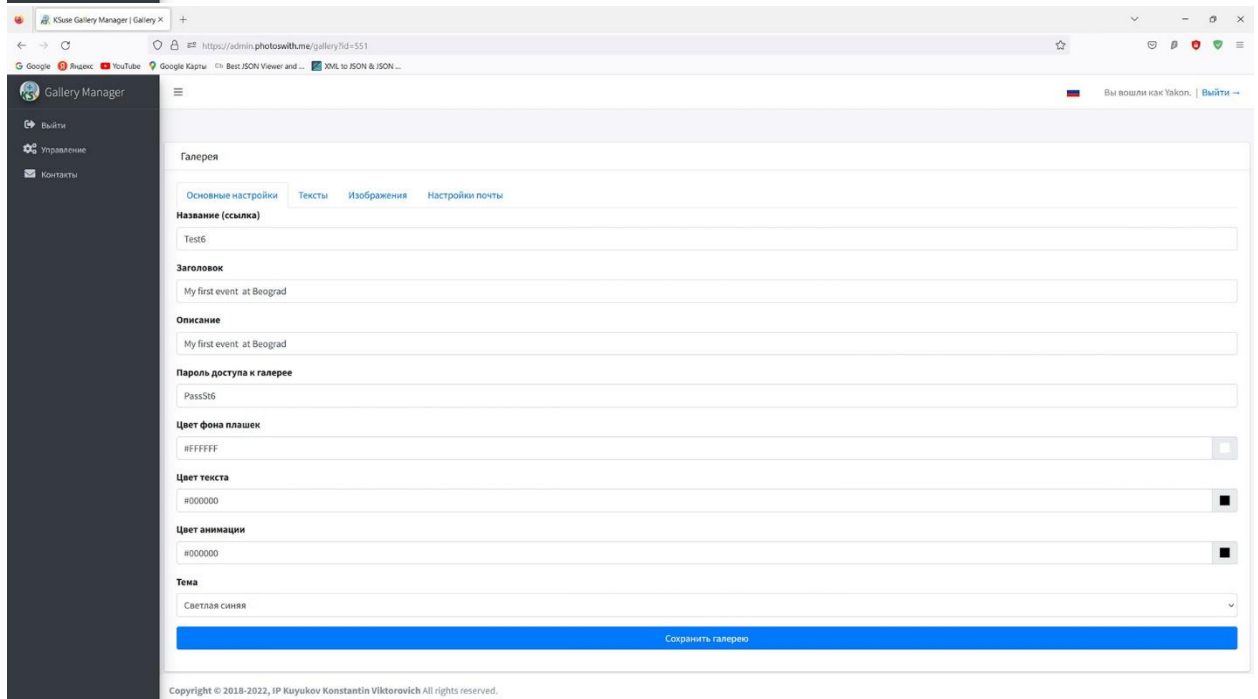 KSuse Gallery Manager | Gallery
https://admin.photoswith.me/gallery?id=551
Google Яндекс YouTube Google Карты Best JSON Viewer and ... XML to JSON & JSON ...
Gallery Manager
Вы вошли как Yakon. | Выйти →
Выйти
Управление
Контакты
Галерея
Основные настройки Тексты Изображения Настройки почты
Название (ссылка)
Test6
Заголовок
My first event at Beograd
Описание
My first event at Beograd
Пароль доступа к галерее
PassSt6
Цвет фона плашек
#FFFFFF
Цвет текста
#000000
Цвет анимации
#000000
Тема
Светлая синяя
Сохранить галерею
Copyright © 2018-2022, IP Kuyukov Konstantin Viktorovich All rights reserved.